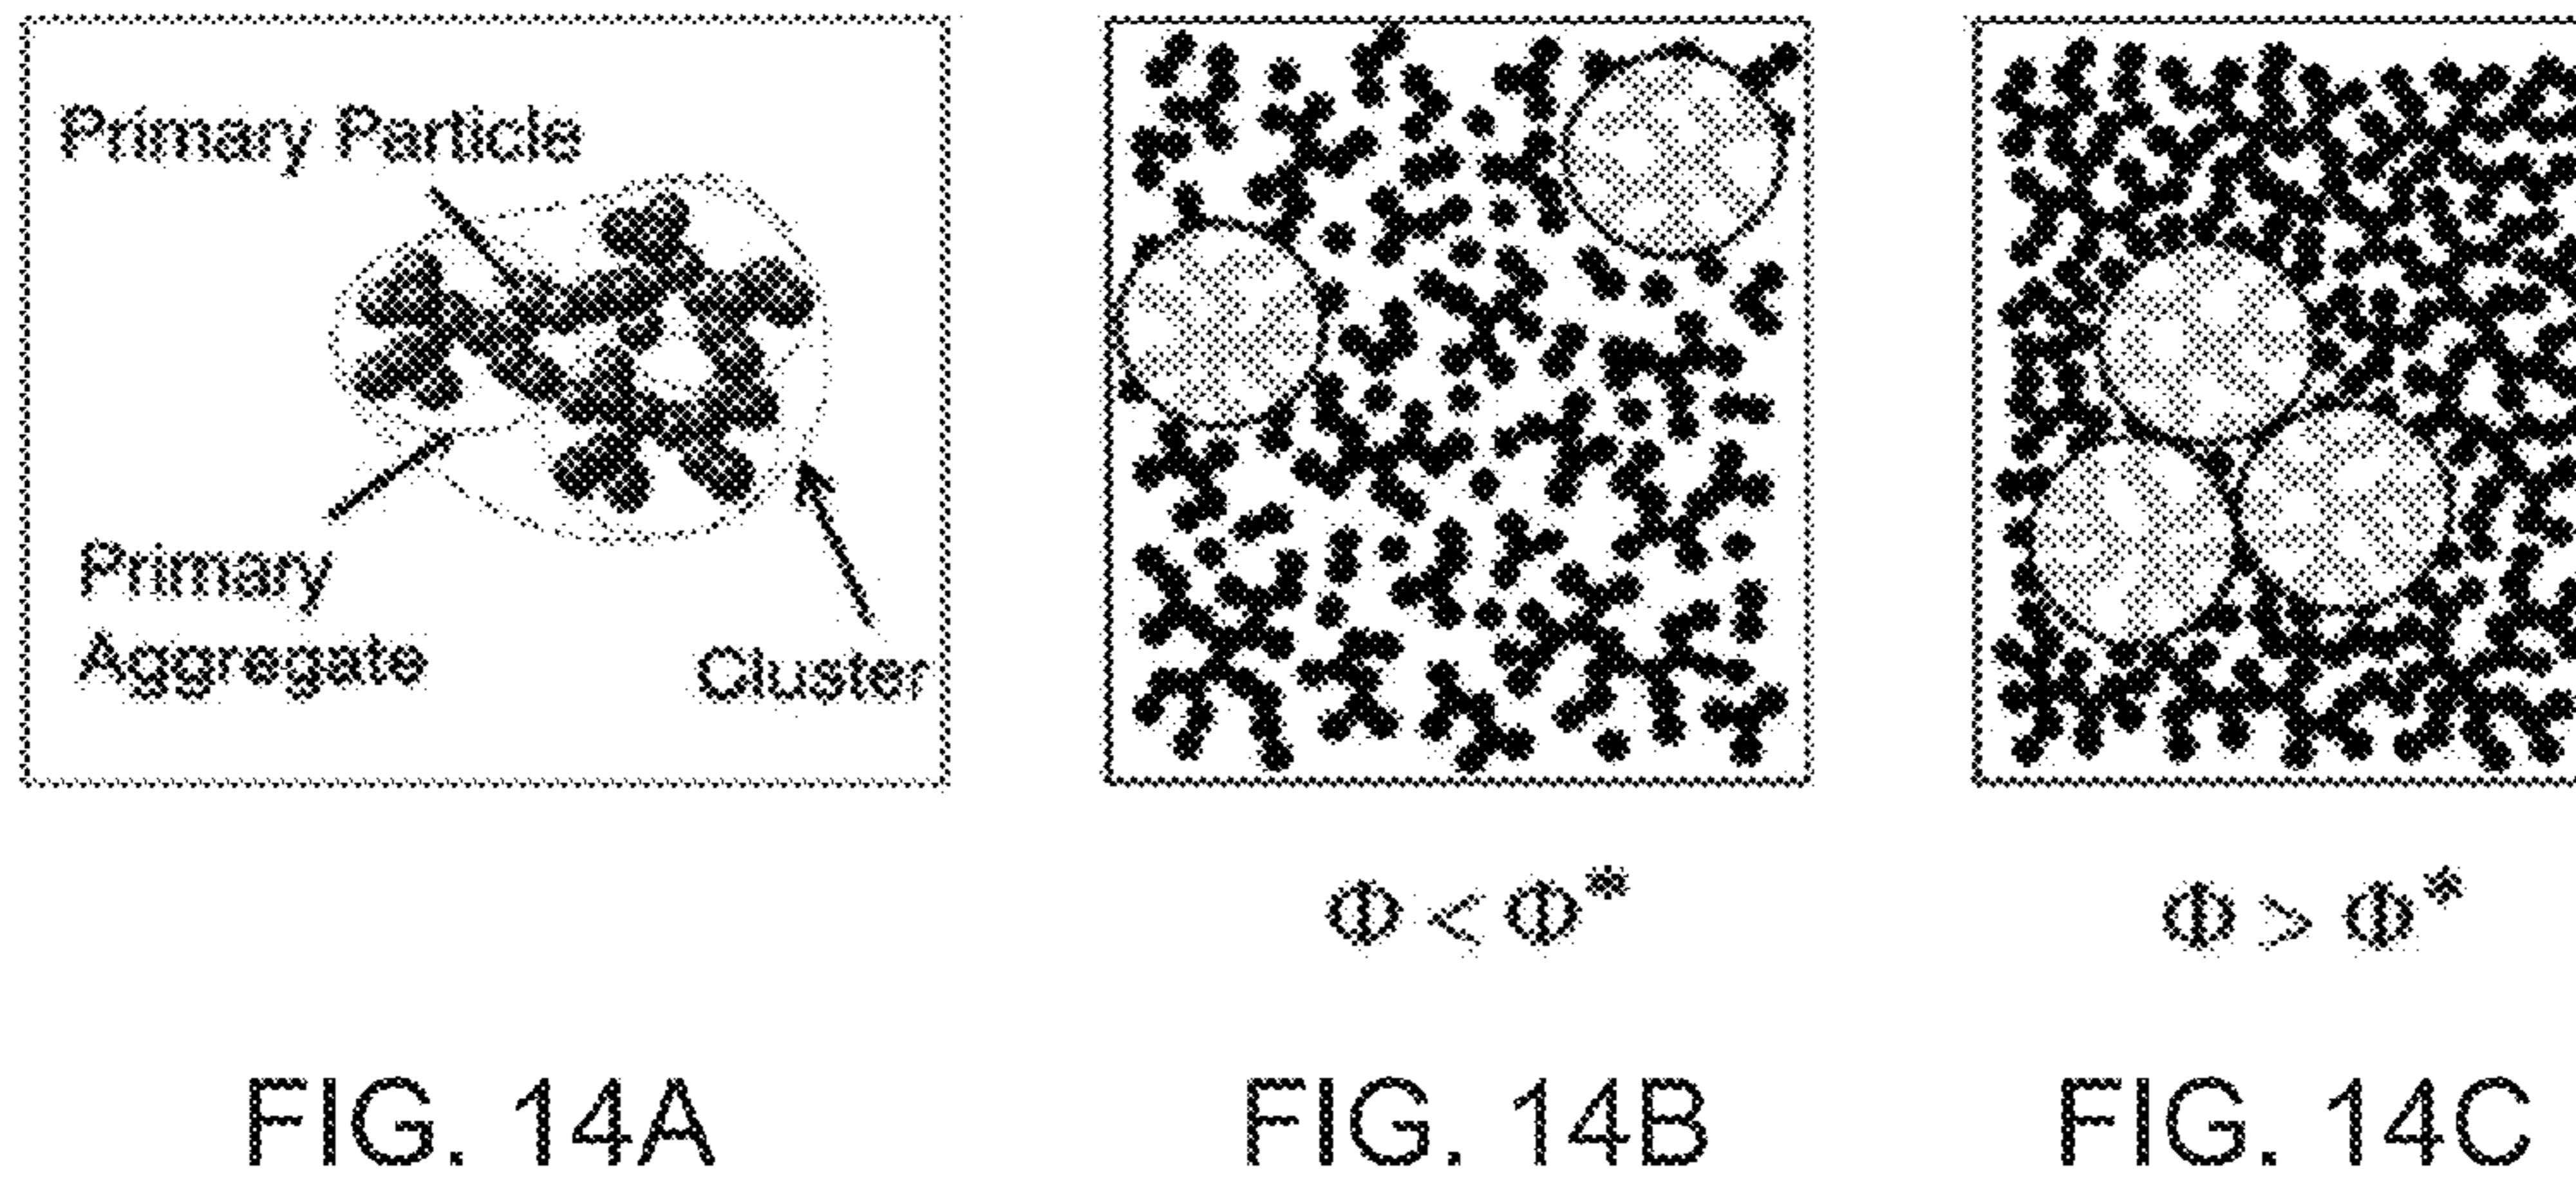 Primary Particle
Primary
Aggregate
Cluster
Φ < Φ*
Φ > Φ*
FIG. 14A
FIG. 14B
FIG. 14C